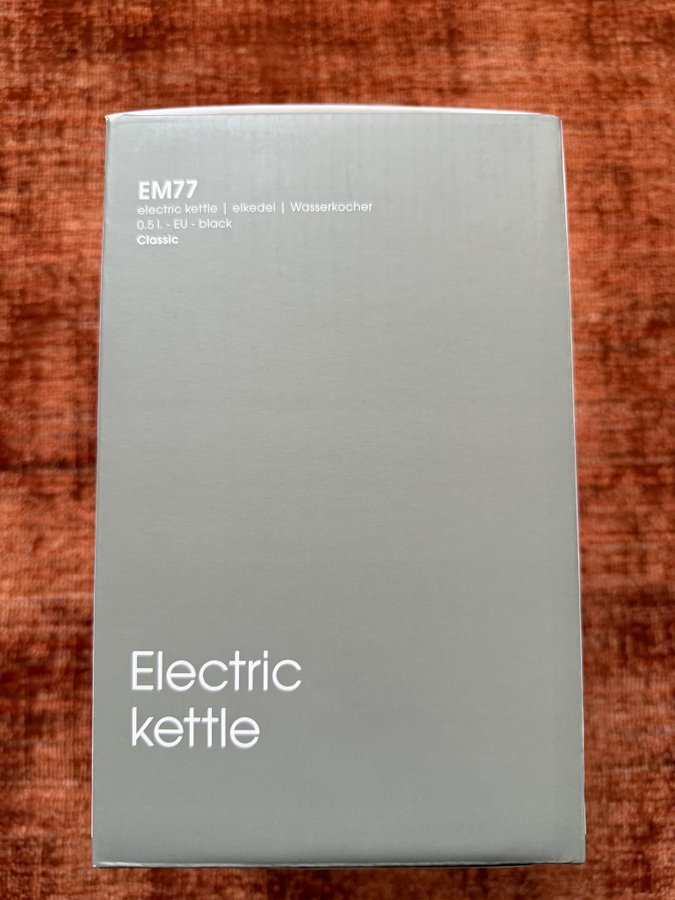 EM77
electric kettle | elkedel | Wasserkocher
0.5 l. - EU - black
Classic
Electric
kettle